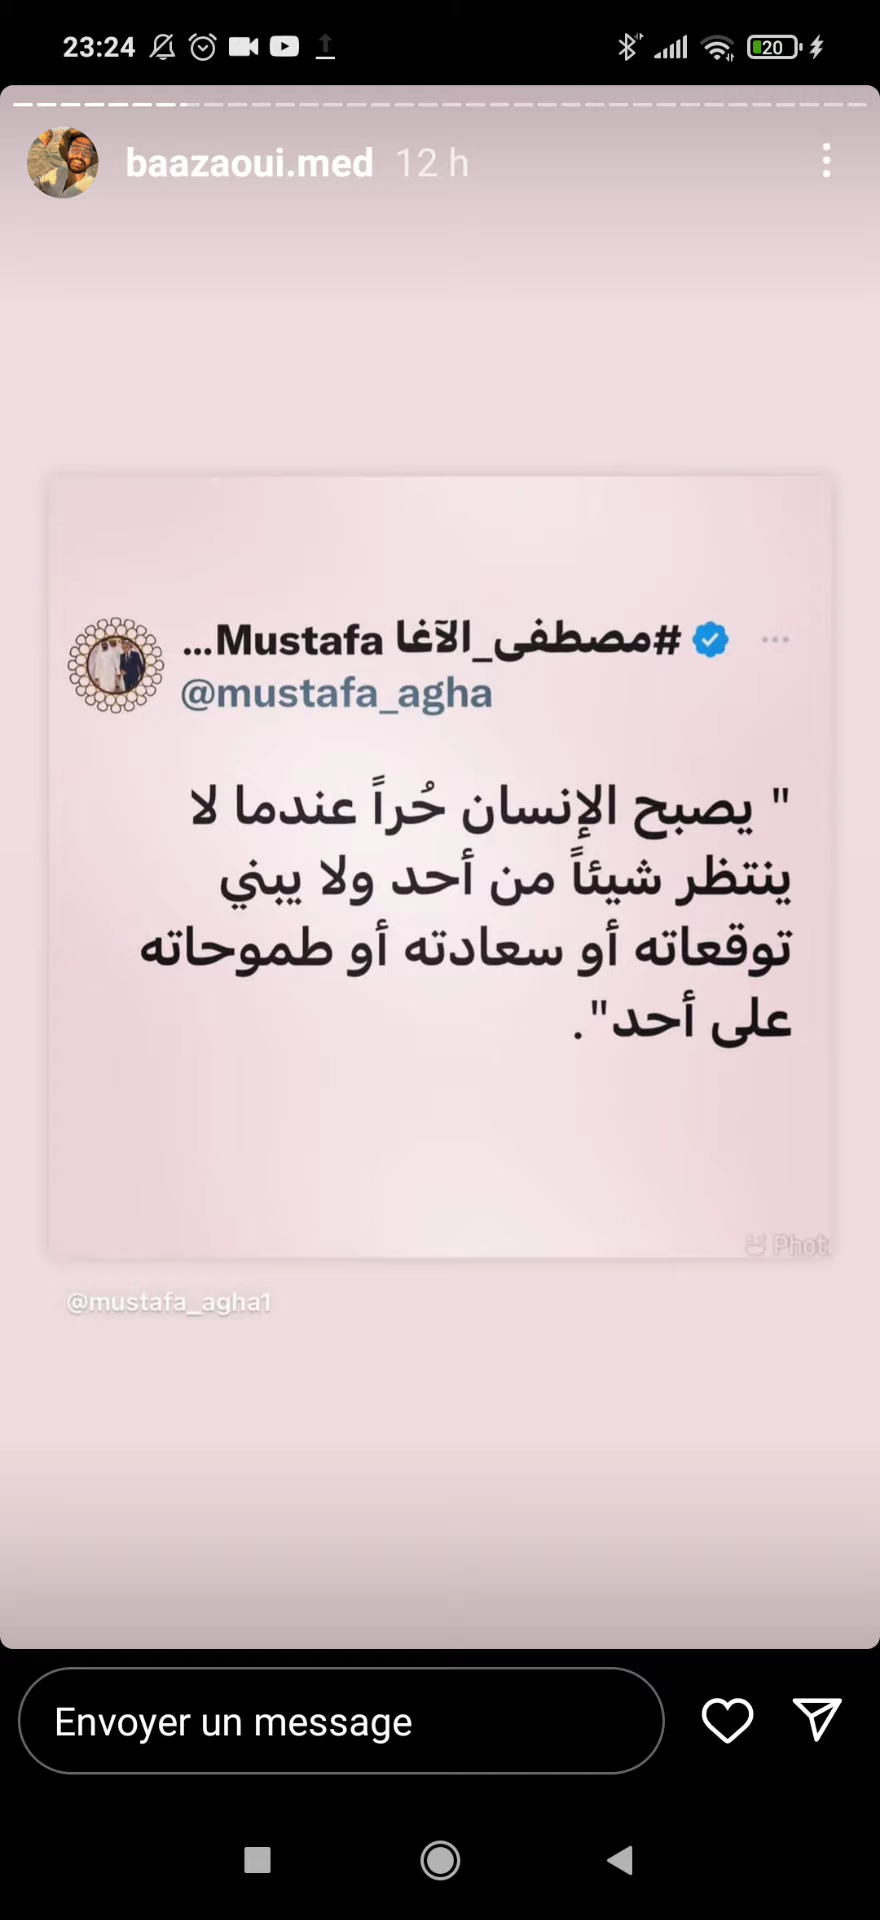 23:24
20
baazaoui.med 12 h
#مصطفى_الآغا Mustafa...
@mustafa_agha
" يصبح الإنسان حُراً عندما لا
ينتظر شيئاً من أحد ولا يبني
توقعاته أو سعادته أو طموحاته
على أحد".
Phot
@mustafa_agha1
Envoyer un message